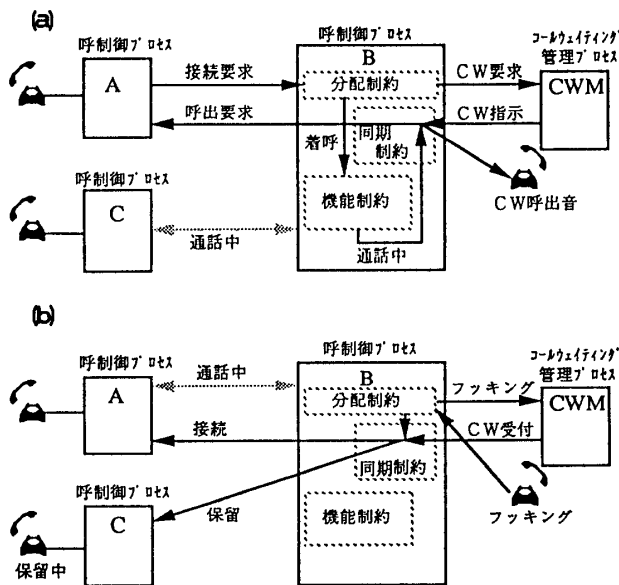 (a)
呼制御ﾌﾟﾛｾｽ
呼制御ﾌﾟﾛｾｽ
ｺｰﾙｳｪｲﾃｨﾝｸﾞ
管理ﾌﾟﾛｾｽ
A
接続要求
B
分配制約
CW要求
CWM
呼出要求
着呼
同期
制約
CW指示
呼制御ﾌﾟﾛｾｽ
C
機能制約
CW呼出音
通話中
通話中
(b)
呼制御ﾌﾟﾛｾｽ
通話中
呼制御ﾌﾟﾛｾｽ
ｺｰﾙｳｪｲﾃｨﾝｸﾞ
管理ﾌﾟﾛｾｽ
A
B
分配制約
フッキング
CWM
接続
同期制約
CW受付
呼制御ﾌﾟﾛｾｽ
C
保留
機能制約
フッキング
保留中